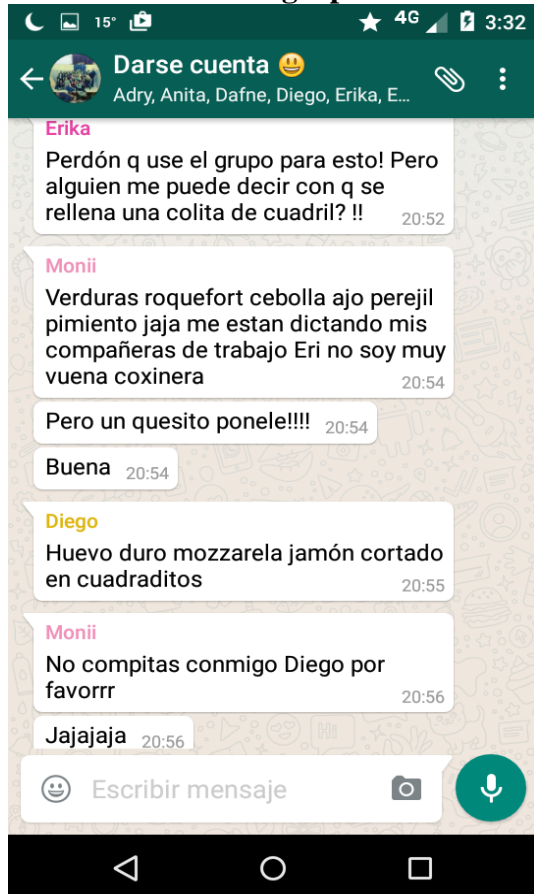 15° 4G 3:32
Darse cuenta 😃
Adry, Anita, Dafne, Diego, Erika, E...
Erika
Perdón q use el grupo para esto! Pero
alguien me puede decir con q se
rellena una colita de cuadril? !! 20:52
Monii
Verduras roquefort cebolla ajo perejil
pimiento jaja me estan dictando mis
compañeras de trabajo Eri no soy muy
vuena coxinera 20:54
Pero un quesito ponele!!!! 20:54
Buena 20:54
Diego
Huevo duro mozzarela jamón cortado
en cuadraditos 20:55
Monii
No compitas conmigo Diego por
favorrr 20:56
Jajajaja 20:56
Escribir mensaje